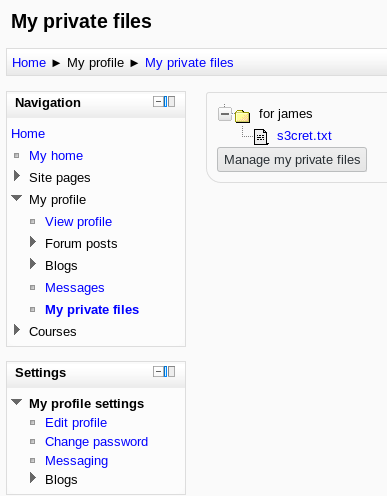 My private files
Home ► My profile ► My private files
Navigation
Home
My home
Site pages
My profile
View profile
Forum posts
Blogs
Messages
My private files
Courses
Settings
My profile settings
Edit profile
Change password
Messaging
Blogs
for james
s3cret.txt
Manage my private files